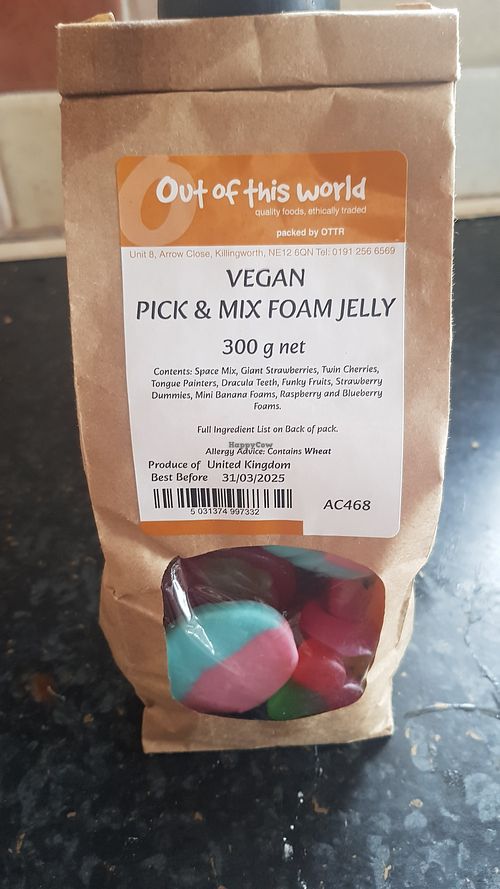 Out of this world
quality foods, ethically traded
packed by OTTR
Unit 8, Arrow Close, Killingworth, NE12 6QN Tel: 0191 256 6569
VEGAN
PICK & MIX FOAM JELLY
300 g net
Contents: Space Mix, Giant Strawberries, Twin Cherries,
Tongue Painters, Dracula Teeth, Funky Fruits, Strawberry
Dummies, Mini Banana Foams, Raspberry and Blueberry
Foams.
Full Ingredient List on Back of pack.
HappyCow
Allergy Advice: Contains Wheat
Produce of United Kingdom
Best Before 31/03/2025
5 031374 997332
AC468